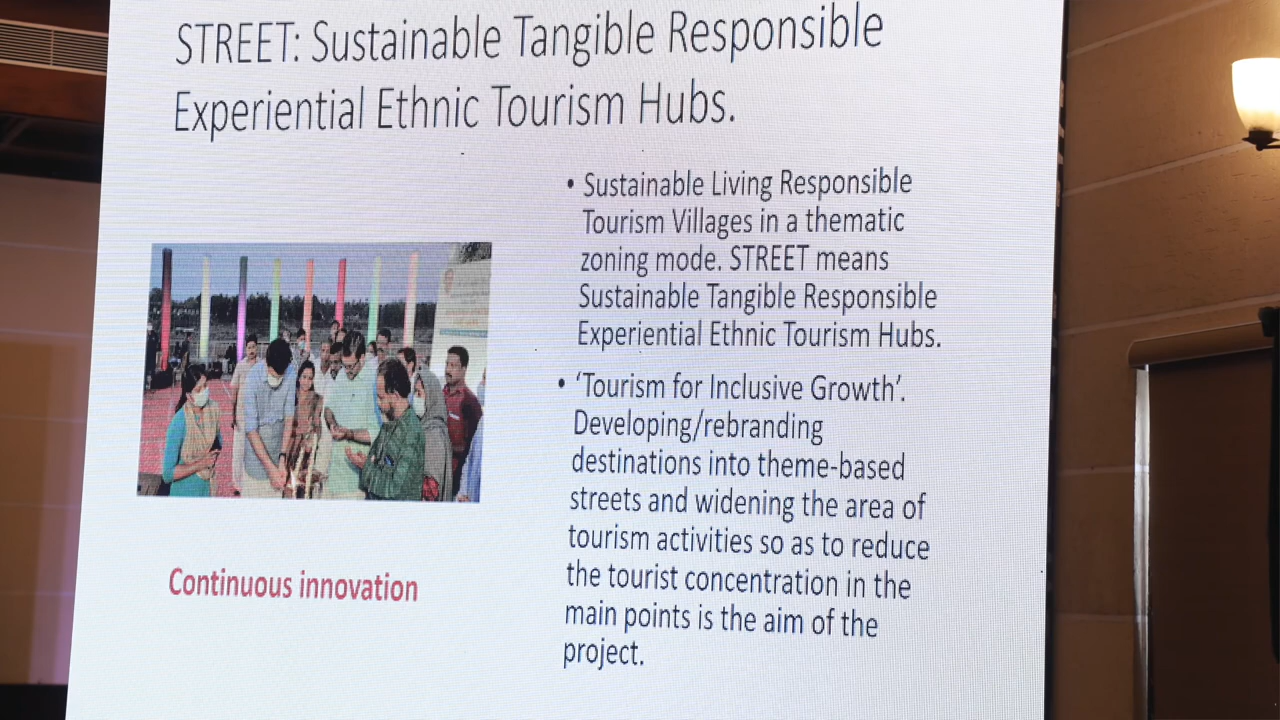 STREET: Sustainable Tangible Responsible
Experiential Ethnic Tourism Hubs.
• Sustainable Living Responsible
Tourism Villages in a thematic
zoning mode. STREET means
Sustainable Tangible Responsible
Experiential Ethnic Tourism Hubs.
• ‘Tourism for Inclusive Growth’.
Developing/rebranding
destinations into theme-based
streets and widening the area of
tourism activities so as to reduce
the tourist concentration in the
main points is the aim of the
project.
Continuous innovation